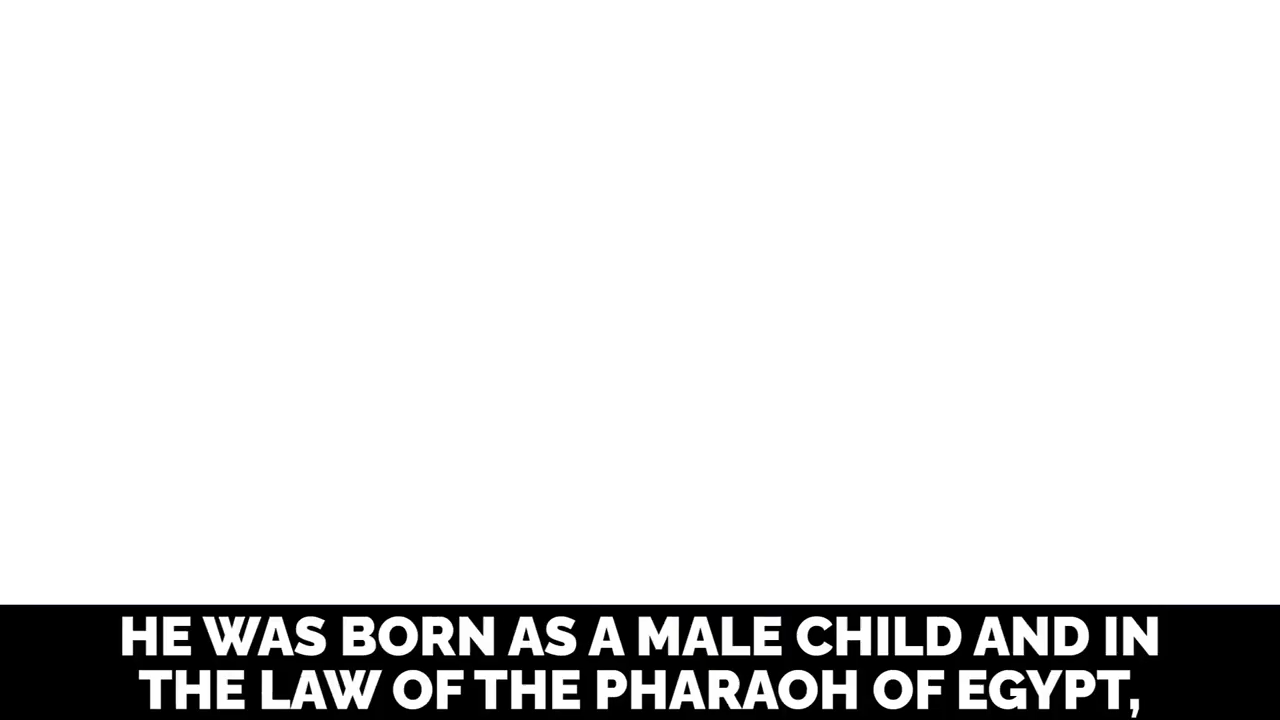 HE WAS BORN AS A MALE CHILD AND IN
THE LAW OF THE PHARAOH OF EGYPT,